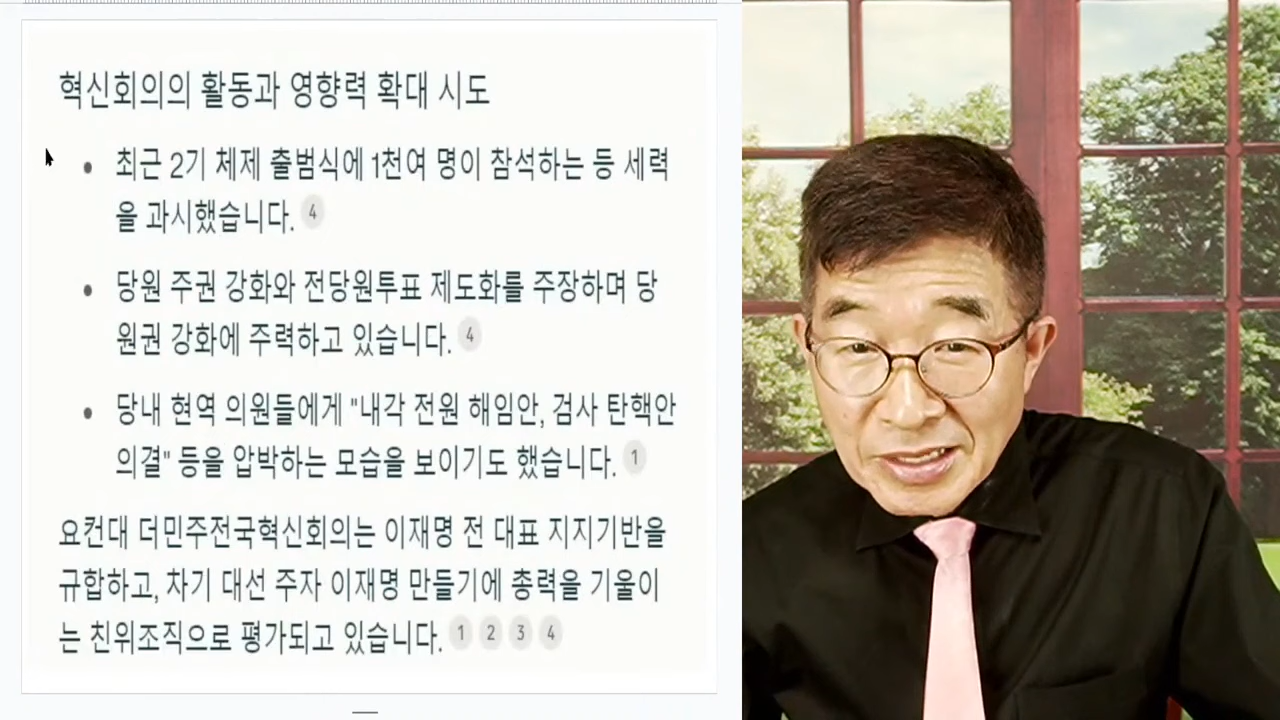 혁신회의의 활동과 영향력 확대 시도
• 최근 2기 체제 출범식에 1천여 명이 참석하는 등 세력
을 과시했습니다. 4
• 당원 주권 강화와 전당원투표 제도화를 주장하며 당
원권 강화에 주력하고 있습니다. 4
• 당내 현역 의원들에게 "내각 전원 해임안, 검사 탄핵안
의결" 등을 압박하는 모습을 보이기도 했습니다. 1
요컨대 더민주전국혁신회의는 이재명 전 대표 지지기반을
규합하고, 차기 대선 주자 이재명 만들기에 총력을 기울이
는 친위조직으로 평가되고 있습니다. 1 2 3 4